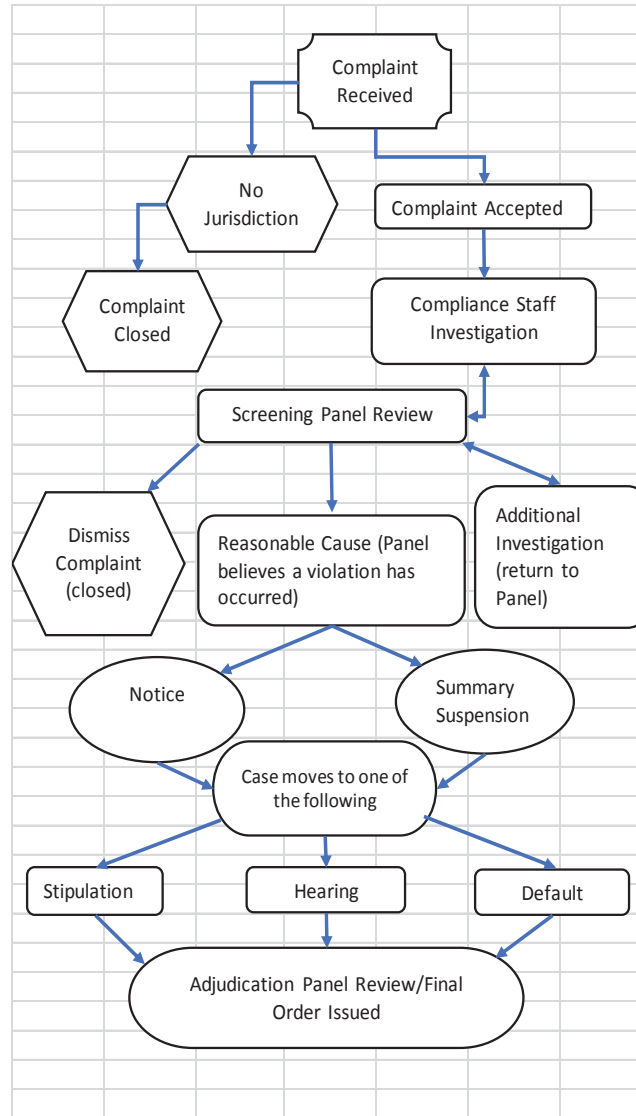 Complaint
Received
No
Jurisdiction
Complaint Accepted
Complaint
Closed
Compliance Staff
Investigation
Screening Panel Review
Dismiss
Complaint
(closed)
Reasonable Cause (Panel
believes a violation has
occurred)
Additional
Investigation
(return to
Panel)
Notice
Summary
Suspension
Case moves to one of
the following
Stipulation
Hearing
Default
Adjudication Panel Review/Final
Order Issued